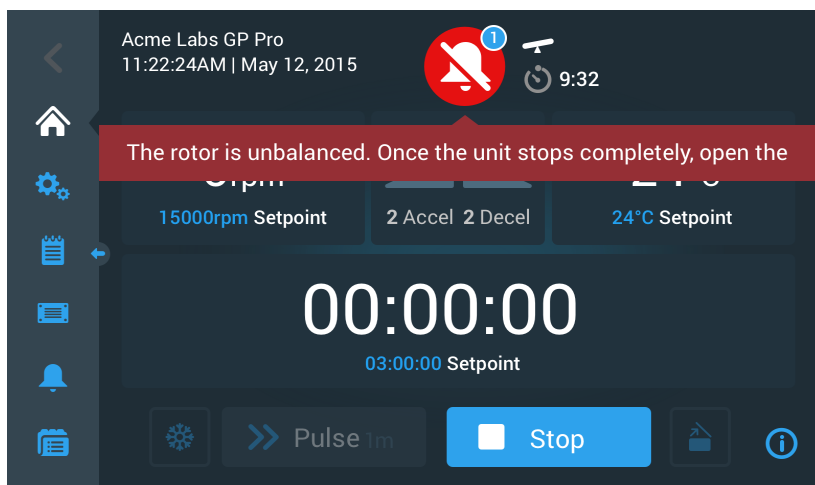 Acme Labs GP Pro
11:22:24AM | May 12, 2015
1
9:32
The rotor is unbalanced. Once the unit stops completely, open the
15000rpm Setpoint
2 Accel 2 Decel
24°C Setpoint
00:00:00
03:00:00 Setpoint
Pulse 1m
Stop